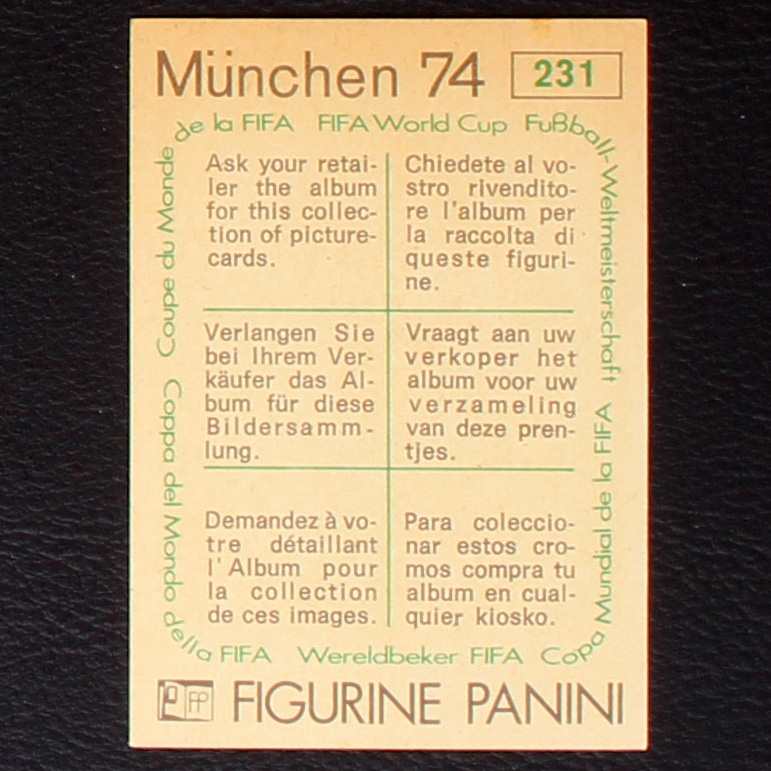 München 74
231
Coupe du Monde de la FIFA
FIFA World Cup
Fußball-Weltmeisterschaft
Ask your retai-
ler the album
for this collec-
tion of picture-
cards.
Chiedete al vo-
stro rivendito-
re l'album per
la raccolta di
queste figuri-
ne.
Verlangen Sie
bei Ihrem Ver-
käufer das Al-
bum für diese
Bildersamm-
lung.
Vraagt aan uw
verkoper het
album voor uw
verzameling
van deze pren-
tjes.
Demandez à vo-
tre détaillant
l'Album pour
la collection
de ces images.
Para coleccio-
nar estos cro-
mos compra tu
album en cual-
quier kiosko.
Coppa del Mondo della FIFA
Wereldbeker FIFA
Copa Mundial de la FIFA
FP
FIGURINE PANINI